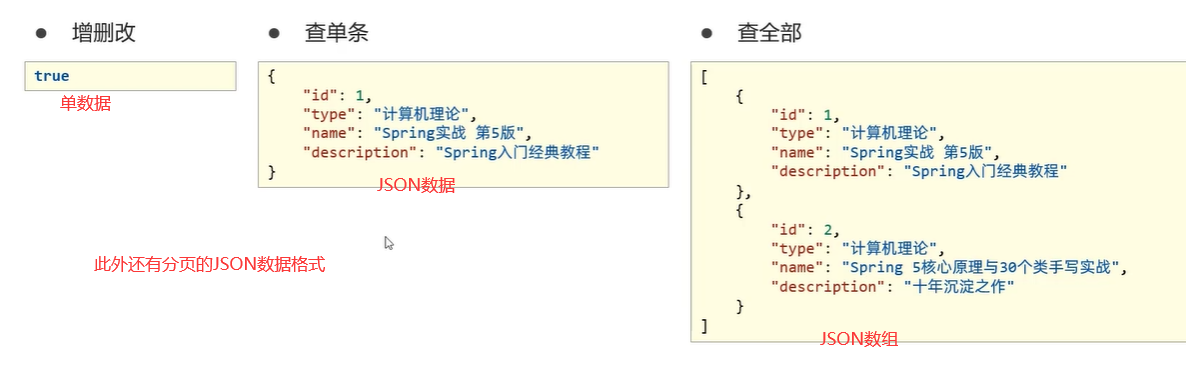 ● 增删改
true
单数据
● 查单条
{
    "id": 1,
    "type": "计算机理论",
    "name": "Spring实战 第5版",
    "description": "Spring入门经典教程"
}
JSON数据
此外还有分页的JSON数据格式
● 查全部
[
    {
        "id": 1,
        "type": "计算机理论",
        "name": "Spring实战 第5版",
        "description": "Spring入门经典教程"
    },
    {
        "id": 2,
        "type": "计算机理论",
        "name": "Spring 5核心原理与30个类手写实战",
        "description": "十年沉淀之作"
    }
]
JSON数组